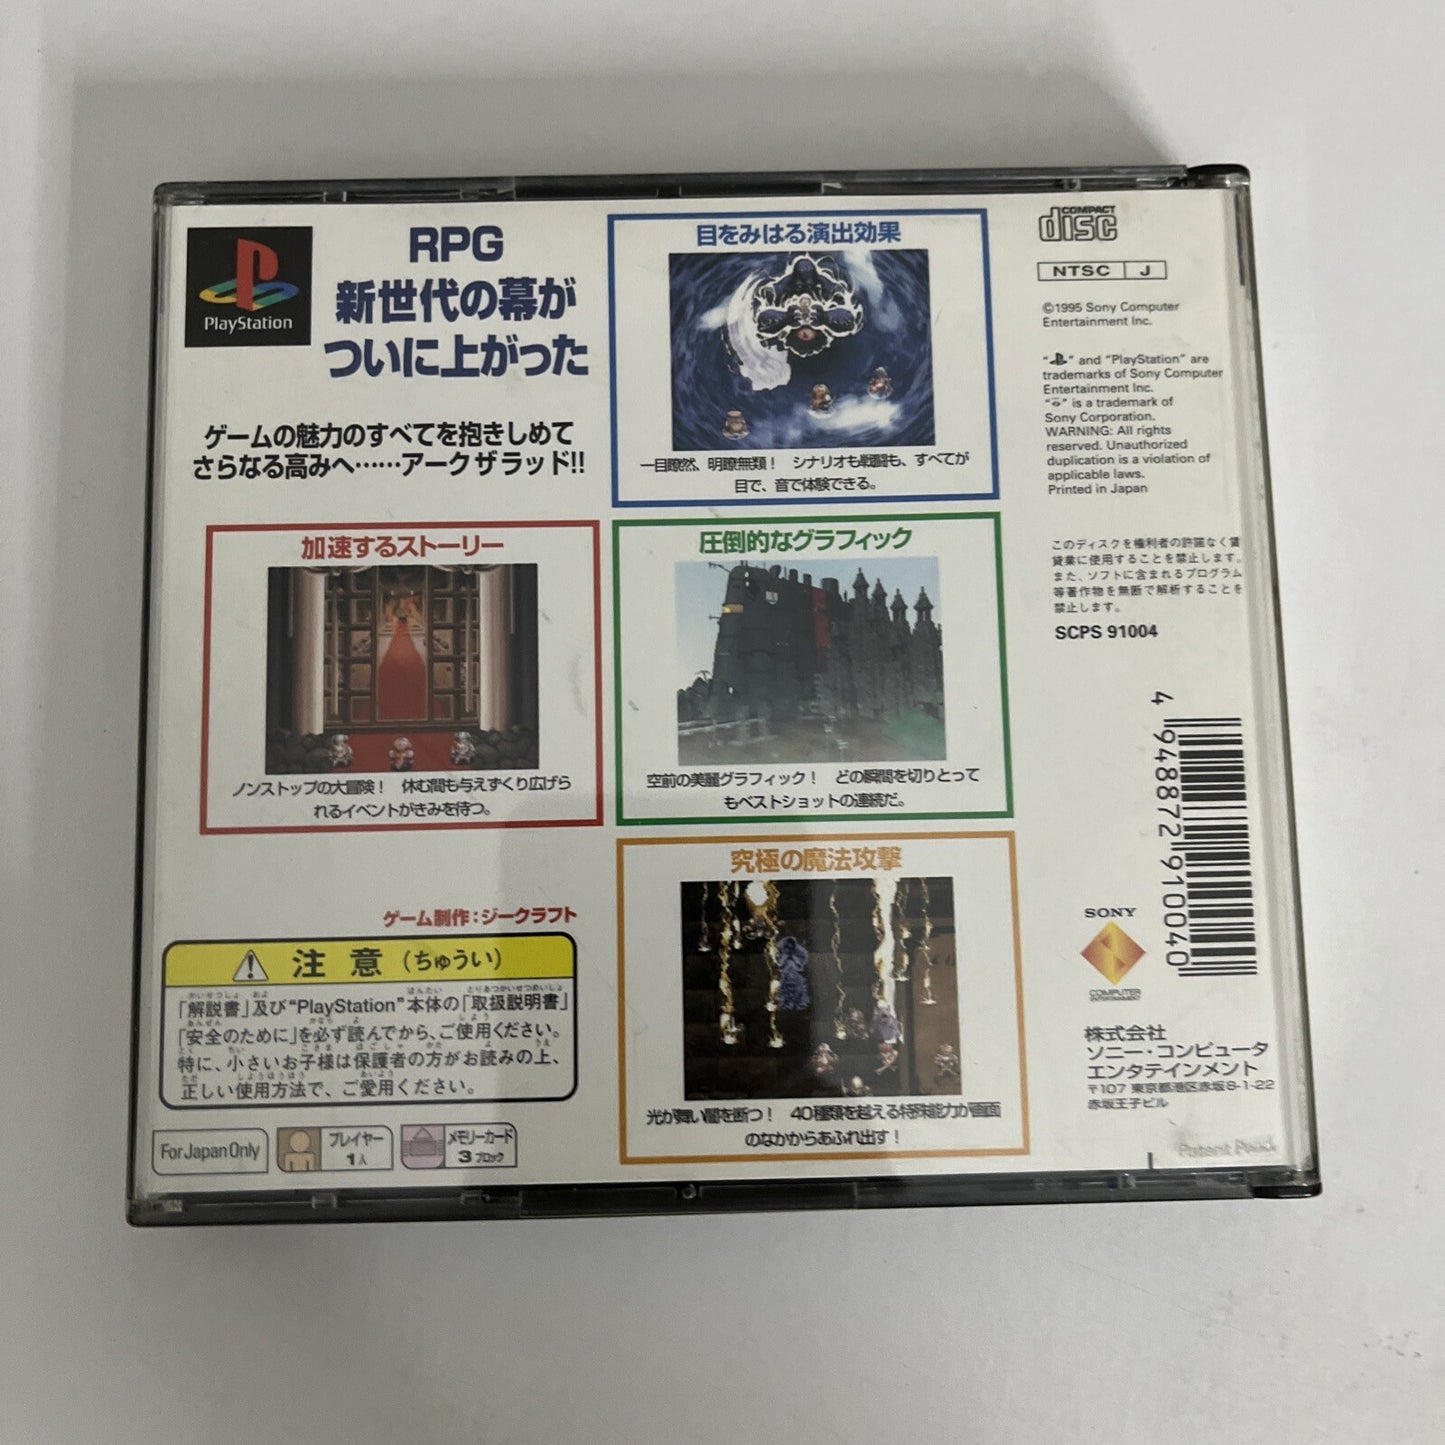 PlayStation
RPG
新世代の幕が
ついに上がった
ゲームの魅力のすべてを抱きしめて
さらなる高みへ……アークザラッド!!
目をみはる演出効果
一目瞭然、明瞭無類！　シナリオも戦闘も、すべてが
目で、音で体験できる。
加速するストーリー
ノンストップの大冒険！　休む間も与えずくり広げら
れるイベントがきみを待つ。
圧倒的なグラフィック
空前の美麗グラフィック！　どの瞬間を切りとって
もベストショットの連続だ。
究極の魔法攻撃
光が舞い闇を断つ！　40種類を越える特殊能力が画面
のなかからあふれ出す！
ゲーム制作：ジークラフト
注 意 （ちゅうい）
「解説書」及び“PlayStation”本体の「取扱説明書」
「安全のために」を必ず読んでから、ご使用ください。
特に、小さいお子様は保護者の方がお読みの上、
正しい使用方法で、ご愛用ください。
For Japan Only
プレイヤー
1人
メモリーカード
3ブロック
COMPACT
disc
NTSC J
©1995 Sony Computer
Entertainment Inc.
“ ” and “PlayStation” are
trademarks of Sony Computer
Entertainment Inc.
“ ” is a trademark of
Sony Corporation.
WARNING: All rights
reserved. Unauthorized
duplication is a violation of
applicable laws.
Printed in Japan
このディスクを権利者の許諾なく賃
貸業に使用することを禁止します。
また、ソフトに含まれるプログラム
等著作物を無断で解析することを
禁止します。
SCPS 91004
4 948872 910040
SONY
COMPUTER
ENTERTAINMENT
株式会社
ソニー・コンピュータ
エンタテインメント
〒107 東京都港区赤坂8-1-22
赤坂王子ビル
Patent Pend.